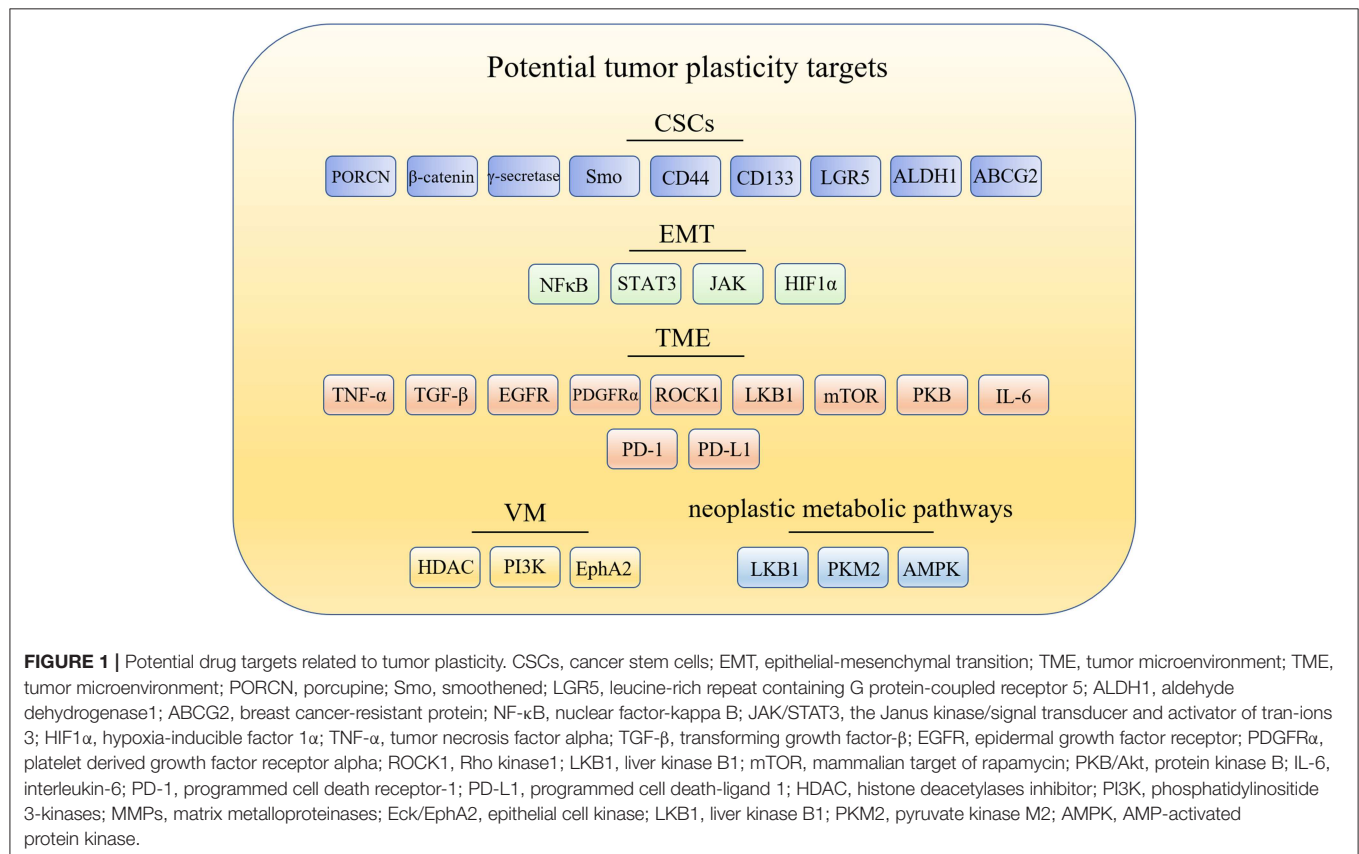 Potential tumor plasticity targets
CSCs
PORCN β-catenin γ-secretase Smo CD44 CD133 LGR5 ALDH1 ABCG2
EMT
NFκB STAT3 JAK HIF1α
TME
TNF-α TGF-β EGFR PDGFRα ROCK1 LKB1 mTOR PKB IL-6
PD-1 PD-L1
VM
HDAC PI3K EphA2
neoplastic metabolic pathways
LKB1 PKM2 AMPK
FIGURE 1 | Potential drug targets related to tumor plasticity. CSCs, cancer stem cells; EMT, epithelial-mesenchymal transition; TME, tumor microenvironment; TME,
tumor microenvironment; PORCN, porcupine; Smo, smoothened; LGR5, leucine-rich repeat containing G protein-coupled receptor 5; ALDH1, aldehyde
dehydrogenase1; ABCG2, breast cancer-resistant protein; NF-κB, nuclear factor-kappa B; JAK/STAT3, the Janus kinase/signal transducer and activator of tran-ions
3; HIF1α, hypoxia-inducible factor 1α; TNF-α, tumor necrosis factor alpha; TGF-β, transforming growth factor-β; EGFR, epidermal growth factor receptor; PDGFRα,
platelet derived growth factor receptor alpha; ROCK1, Rho kinase1; LKB1, liver kinase B1; mTOR, mammalian target of rapamycin; PKB/Akt, protein kinase B; IL-6,
interleukin-6; PD-1, programmed cell death receptor-1; PD-L1, programmed cell death-ligand 1; HDAC, histone deacetylases inhibitor; PI3K, phosphatidylinositide
3-kinases; MMPs, matrix metalloproteinases; Eck/EphA2, epithelial cell kinase; LKB1, liver kinase B1; PKM2, pyruvate kinase M2; AMPK, AMP-activated
protein kinase.